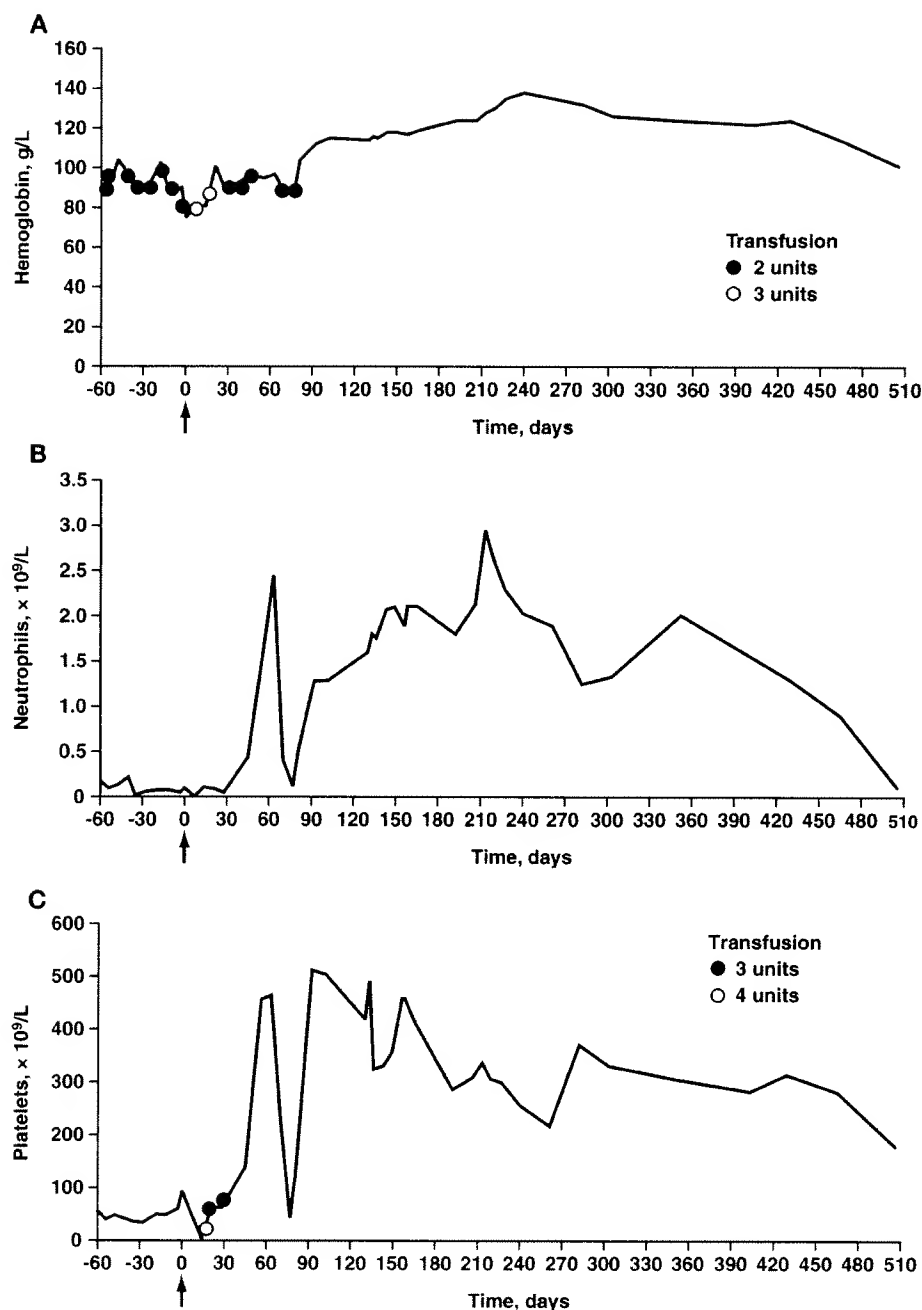 A
160
140
120
100
80
60
40
20
0
Hemoglobin, g/L
Transfusion
2 units
3 units
-60 -30 0 30 60 90 120 150 180 210 240 270 300 330 360 390 420 450 480 510
Time, days
B
3.5
3.0
2.5
2.0
1.5
1.0
0.5
0
Neutrophils, × 10⁹/L
-60 -30 0 30 60 90 120 150 180 210 240 270 300 330 360 390 420 450 480 510
Time, days
C
600
500
400
300
200
100
0
Platelets, × 10⁹/L
Transfusion
3 units
4 units
-60 -30 0 30 60 90 120 150 180 210 240 270 300 330 360 390 420 450 480 510
Time, days